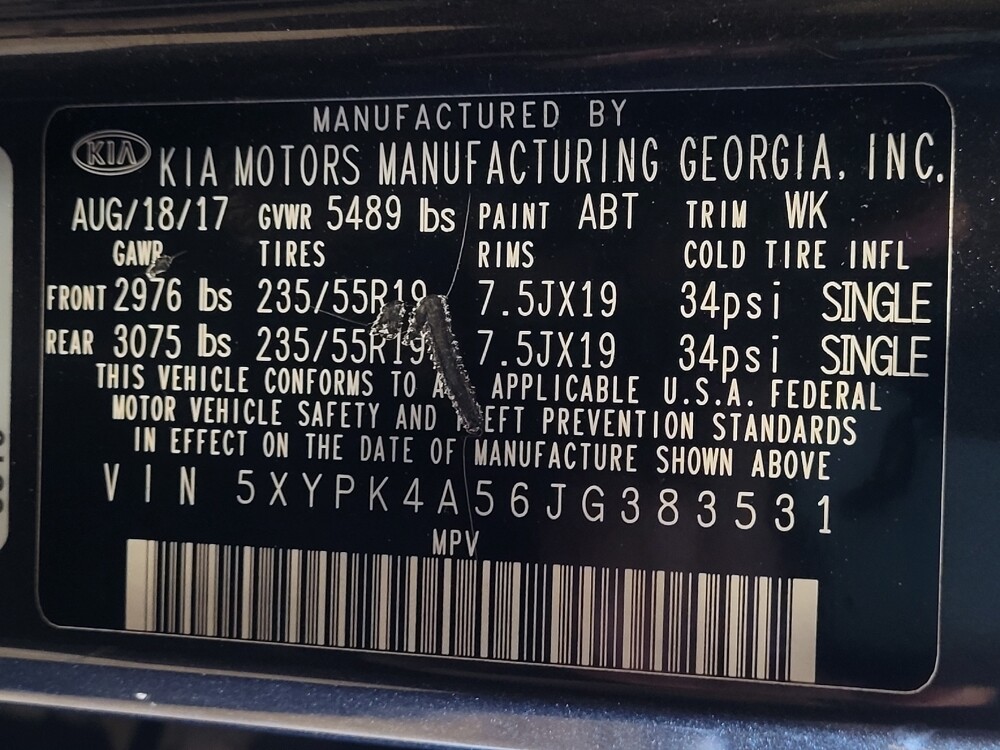 MANUFACTURED BY
KIA KIA MOTORS MANUFACTURING GEORGIA, INC.
AUG/18/17 GVWR 5489 lbs PAINT ABT TRIM WK
GAWR TIRES RIMS COLD TIRE INFL
FRONT 2976 lbs 235/55R19 7.5JX19 34psi SINGLE
REAR 3075 lbs 235/55R19 7.5JX19 34psi SINGLE
THIS VEHICLE CONFORMS TO APPLICABLE U.S.A. FEDERAL
MOTOR VEHICLE SAFETY AND PREVENTION STANDARDS
IN EFFECT ON THE DATE OF MANUFACTURE SHOWN ABOVE
VIN 5XYPK4A56JG383531
MPV